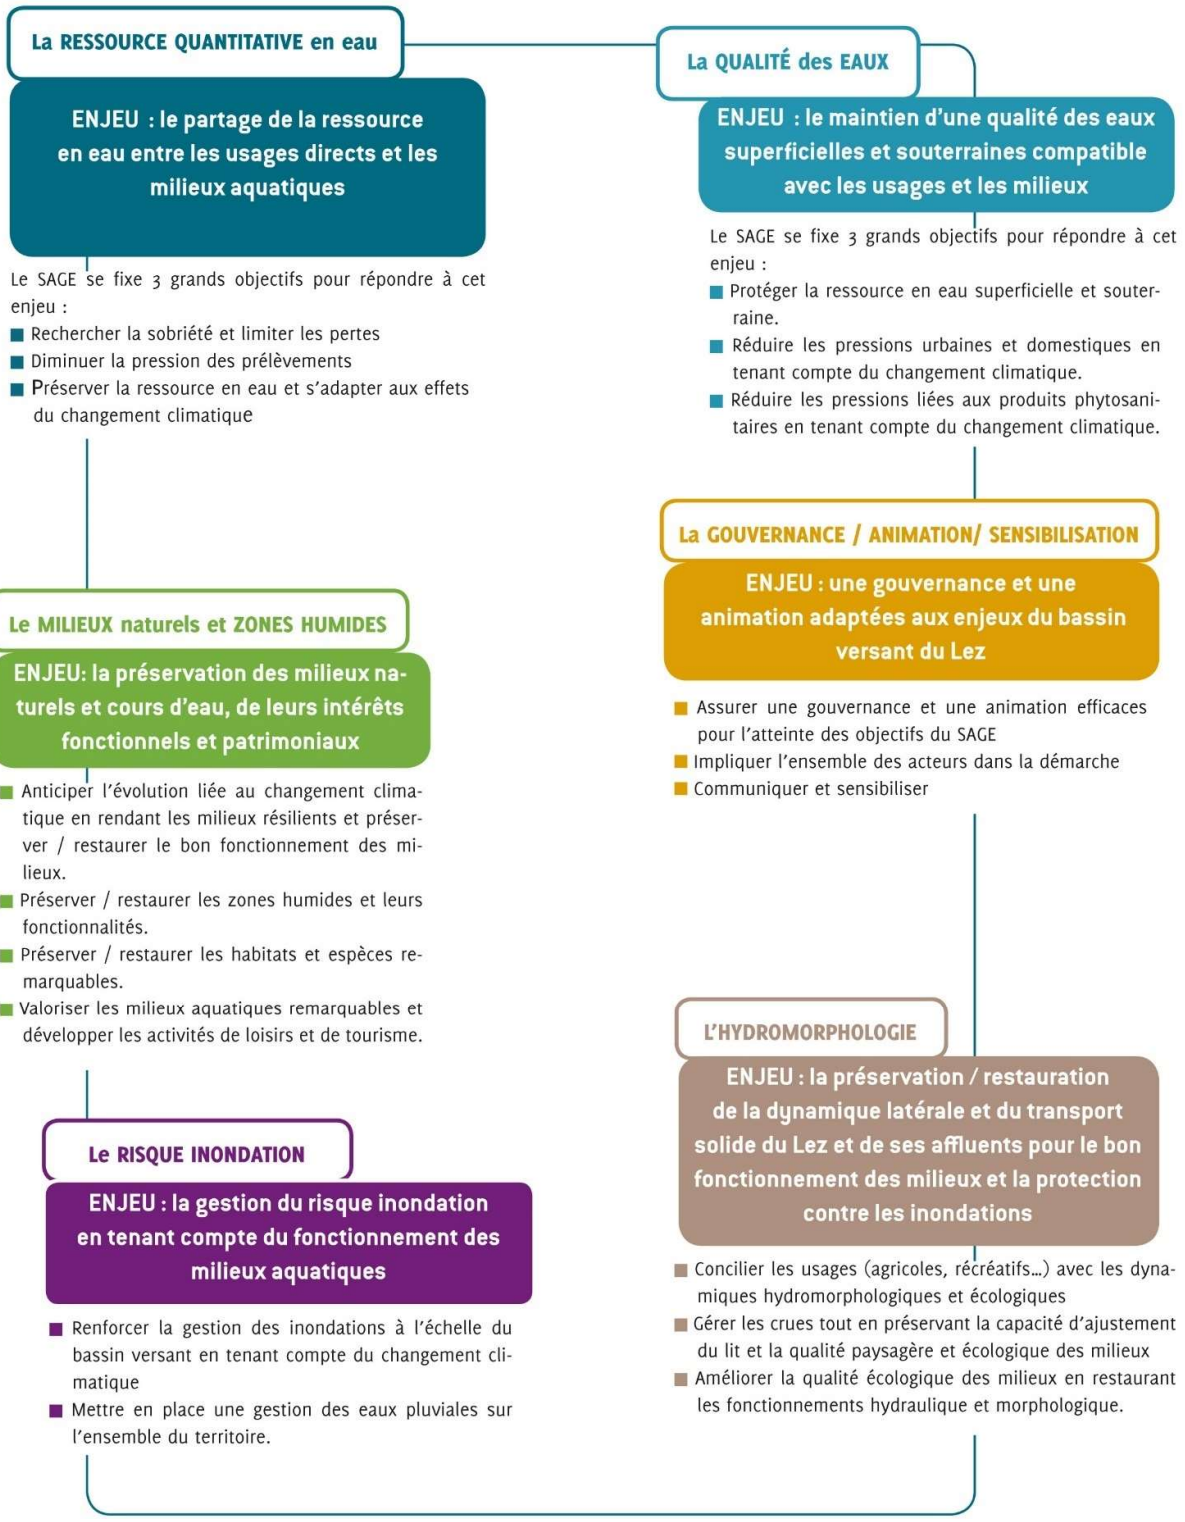 La RESSOURCE QUANTITATIVE en eau
ENJEU : le partage de la ressource
en eau entre les usages directs et les
milieux aquatiques
Le SAGE se fixe 3 grands objectifs pour répondre à cet
enjeu :
Rechercher la sobriété et limiter les pertes
Diminuer la pression des prélèvements
Préserver la ressource en eau et s'adapter aux effets
du changement climatique
La QUALITÉ des EAUX
ENJEU : le maintien d'une qualité des eaux
superficielles et souterraines compatible
avec les usages et les milieux
Le SAGE se fixe 3 grands objectifs pour répondre à cet
enjeu :
Protéger la ressource en eau superficielle et souter-
raine.
Réduire les pressions urbaines et domestiques en
tenant compte du changement climatique.
Réduire les pressions liées aux produits phytosani-
taires en tenant compte du changement climatique.
La GOUVERNANCE / ANIMATION/ SENSIBILISATION
ENJEU : une gouvernance et une
animation adaptées aux enjeux du bassin
versant du Lez
Assurer une gouvernance et une animation efficaces
pour l'atteinte des objectifs du SAGE
Impliquer l'ensemble des acteurs dans la démarche
Communiquer et sensibiliser
Le MILIEUX naturels et ZONES HUMIDES
ENJEU: la préservation des milieux na-
turels et cours d'eau, de leurs intérêts
fonctionnels et patrimoniaux
Anticiper l'évolution liée au changement clima-
tique en rendant les milieux résilients et préser-
ver / restaurer le bon fonctionnement des mi-
lieux.
Préserver / restaurer les zones humides et leurs
fonctionnalités.
Préserver / restaurer les habitats et espèces re-
marquables.
Valoriser les milieux aquatiques remarquables et
développer les activités de loisirs et de tourisme.
L'HYDROMORPHOLOGIE
ENJEU : la préservation / restauration
de la dynamique latérale et du transport
solide du Lez et de ses affluents pour le bon
fonctionnement des milieux et la protection
contre les inondations
Concilier les usages (agricoles, récréatifs…) avec les dyna-
miques hydromorphologiques et écologiques
Gérer les crues tout en préservant la capacité d'ajustement
du lit et la qualité paysagère et écologique des milieux
Améliorer la qualité écologique des milieux en restaurant
les fonctionnements hydraulique et morphologique.
Le RISQUE INONDATION
ENJEU : la gestion du risque inondation
en tenant compte du fonctionnement des
milieux aquatiques
Renforcer la gestion des inondations à l'échelle du
bassin versant en tenant compte du changement cli-
matique
Mettre en place une gestion des eaux pluviales sur
l'ensemble du territoire.